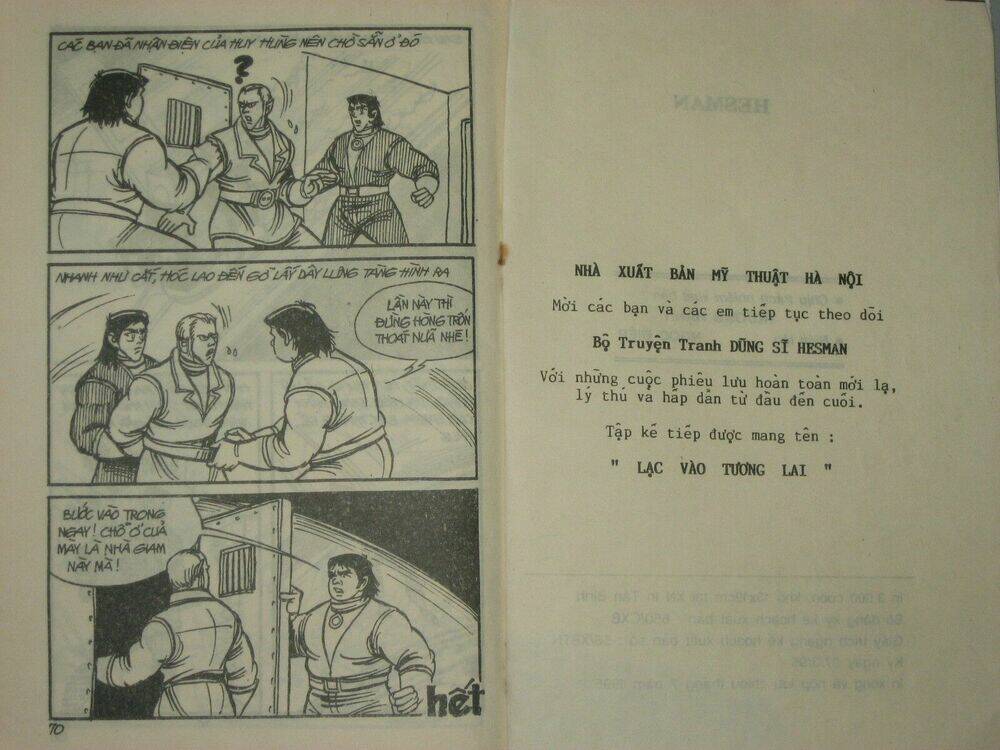 CÁC BẠN ĐÃ NHẬN ĐIỆN CỦA HUY HÙNG NÊN CHỜ SẴN Ở ĐÓ
?
NHANH NHƯ CẮT, HÓC LAO ĐẾN GỠ LẤY DÂY LƯNG TÀNG HÌNH RA
LẦN NÀY THÌ
ĐỪNG HÒNG TRỐN
THOÁT NỮA NHÉ!
BƯỚC VÀO TRONG
NGAY! CHỖ Ở CỦA
MÀY LÀ NHÀ GIAM
NÀY MÀ!
hết
70
HESMAN
NHÀ XUẤT BẢN MỸ THUẬT HÀ NỘI
Mời các bạn và các em tiếp tục theo dõi
Bộ Truyện Tranh DŨNG SĨ HESMAN
Với những cuộc phiêu lưu hoàn toàn mới lạ,
lý thú và hấp dẫn từ đầu đến cuối.
Tập kế tiếp được mang tên :
" LẠC VÀO TƯƠNG LAI "